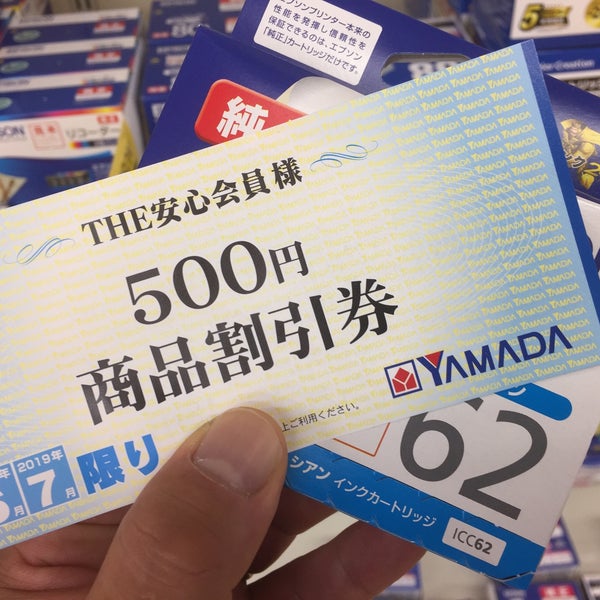 エプソンプリンター本来の
性能を発揮し信頼性を
保証できるのは、エプソン
「純正」カートリッジだけです。
純
THE安心会員様
500円
商品割引券
YAMADA
上ご利用ください。
2019年
7月限り
62
シアン インクカートリッジ
ICC62